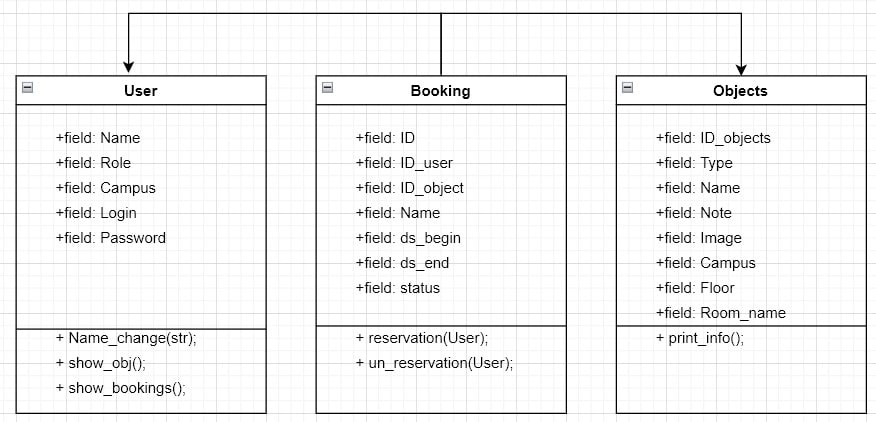 User
+field: Name
+field: Role
+field: Campus
+field: Login
+field: Password
+ Name_change(str);
+ show_obj();
+ show_bookings();
Booking
+field: ID
+field: ID_user
+field: ID_object
+field: Name
+field: ds_begin
+field: ds_end
+field: status
+ reservation(User);
+ un_reservation(User);
Objects
+field: ID_objects
+field: Type
+field: Name
+field: Note
+field: Image
+field: Campus
+field: Floor
+field: Room_name
+ print_info();